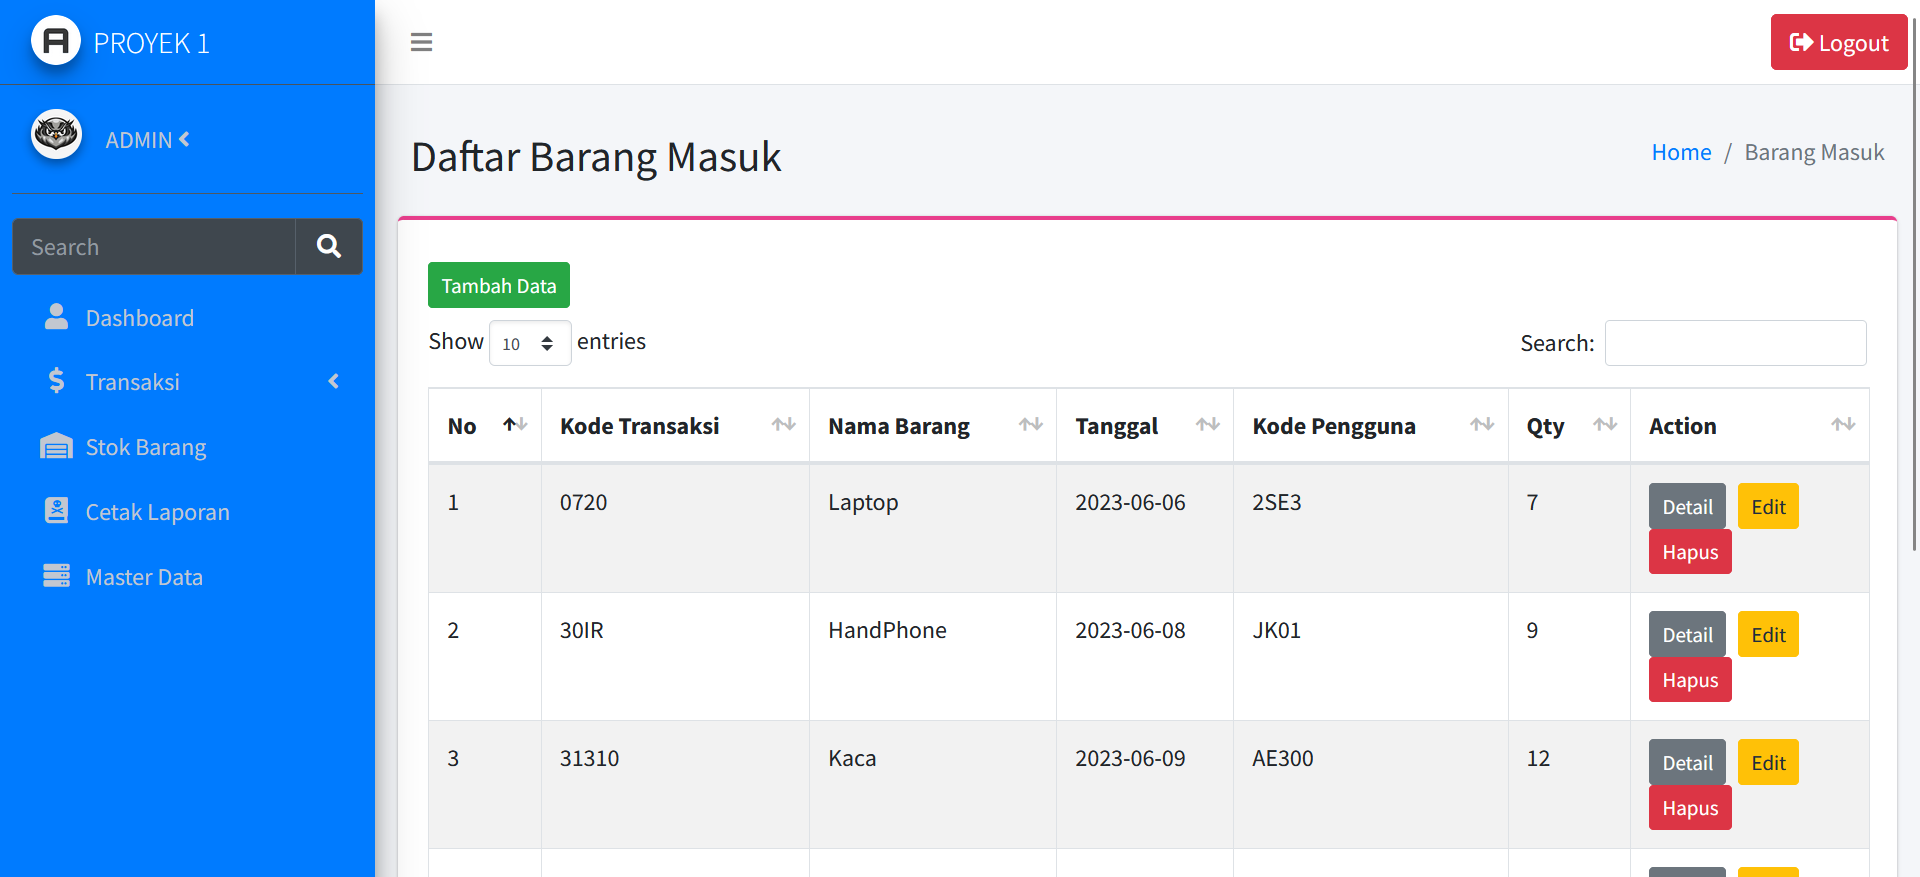 PROYEK 1
Logout
ADMIN
Daftar Barang Masuk
Home / Barang Masuk
Search
Tambah Data
Dashboard
Show 10 entries
Search:
Transaksi
No Kode Transaksi Nama Barang Tanggal Kode Pengguna Qty Action
Stok Barang
1 0720 Laptop 2023-06-06 2SE3 7 Detail Edit
Hapus
Cetak Laporan
Master Data
2 30IR HandPhone 2023-06-08 JK01 9 Detail Edit
Hapus
3 31310 Kaca 2023-06-09 AE300 12 Detail Edit
Hapus